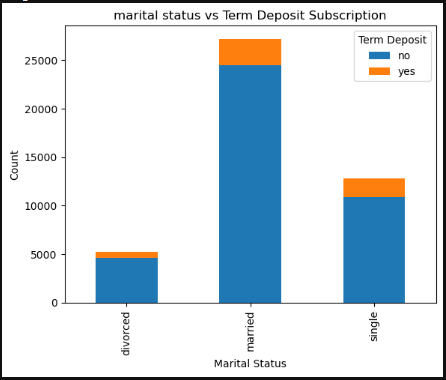 marital status vs Term Deposit Subscription
Term Deposit
no
yes
25000
20000
15000
10000
5000
0
Count
divorced
married
single
Marital Status